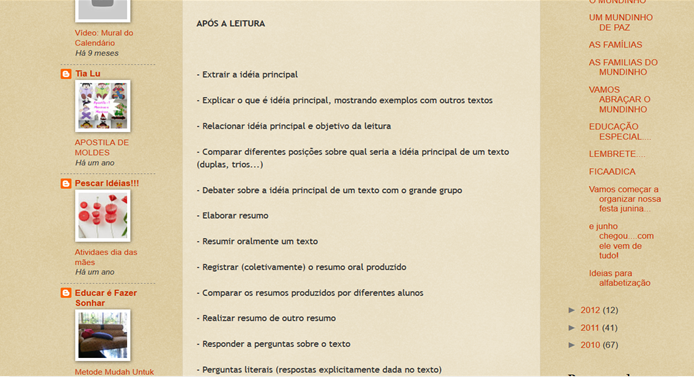 Vídeo: Mural do
Calendário
Há 9 meses
Tia Lu
APOSTILA DE
MOLDES
Há um ano
Pescar Idéias!!!
Ativida​es dia das
mães
Há um ano
Educar é Fazer
Sonhar
Metode Mudah Untuk
APÓS A LEITURA
- Extrair a idéia principal
- Explicar o que é idéia principal, mostrando exemplos com outros textos
- Relacionar idéia principal e objetivo da leitura
- Comparar diferentes posições sobre qual seria a idéia principal de um texto
(duplas, trios...)
- Debater sobre a idéia principal de um texto com o grande grupo
- Elaborar resumo
- Resumir oralmente um texto
- Registrar (coletivamente) o resumo oral produzido
- Comparar os resumos produzidos por diferentes alunos
- Realizar resumo de outro resumo
- Responder a perguntas sobre o texto
- Perguntas literais (respostas explicitamente dada no texto)
O MUNDINHO
UM MUNDINHO
DE PAZ
AS FAMÍLIAS
AS FAMILIAS DO
MUNDINHO
VAMOS
ABRAÇAR O
MUNDINHO
EDUCAÇÃO
ESPECIAL...
LEMBRETE....
FICAADICA
Vamos começar a
organizar nossa
festa junina...
e junho
chegou....com
ele vem de
tudo!
Ideias para
alfabetização
► 2012 (12)
► 2011 (41)
► 2010 (67)